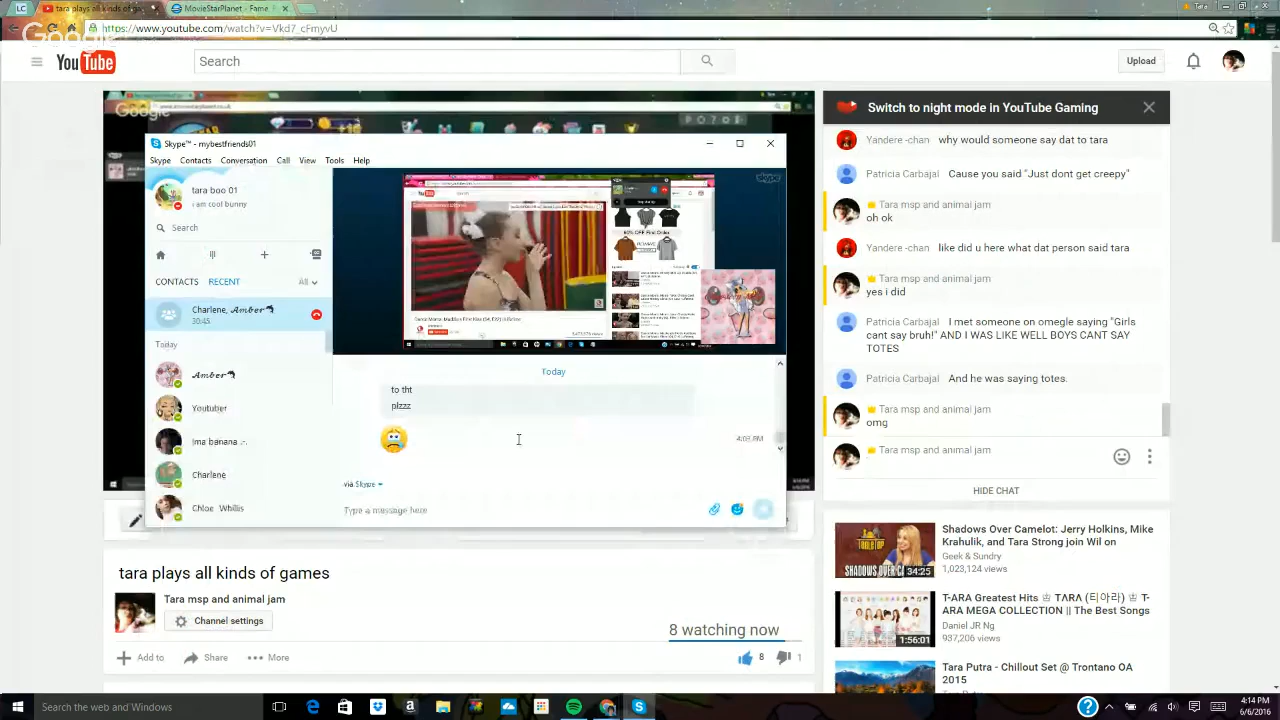 LC
tara plays all kinds of ga
MovieStarPlanet - Fame
Tara
https://www.youtube.com/watch?v=Vkd7_cFmyvU
Google
YouTube
Search
Upload
Google
Switch to night mode in YouTube Gaming
Skype™ - mybestfriends01
Skype Contacts Conversation Call View Tools Help
tara boo 01
i am cool bunny
Search
CONTACTS RECENT All
Charlene, Amber
30:45
Today
Amber
Youtuber
Ima banana
Charlene
Chloe Whillis
skype
Today
to tht
plzzz
4:03 PM
via Skype
Type a message here
Yandere -chan why would someone say dat to tara
Patricia Carbajal Cause you said "Just dont get creepy"
Tara msp and animal jam
oh ok
Yandere -chan like did u here what dat person said tara
Tara msp and animal jam
yes i did
Patricia Carbajal I met someone who was saying "Girls
cant say bruh!" AND I WAS LIKE WELL BOYS CANT SAY
TOTES
Patricia Carbajal And he was saying totes.
Tara msp and animal jam
omg
Tara msp and animal jam
HIDE CHAT
tara plays all kinds of games
Tara msp and animal jam
Channel settings
8 watching now
Add to Share More
8 1
Shadows Over Camelot: Jerry Holkins, Mike
Krahulik, and Tara Strong join Wil on
Geek & Sundry
1,023,124 views
34:25
T-ARA Greatest Hits ♕ TΛRΛ (티아라) ♕ T-
ARA MEGA COLLECTION || The Best Songs
Daniel JR Ng
937,206 views
1:56:01
Tara Putra - Chillout Set @ Trontano OA
2015
Search the web and Windows
4:14 PM
6/6/2016